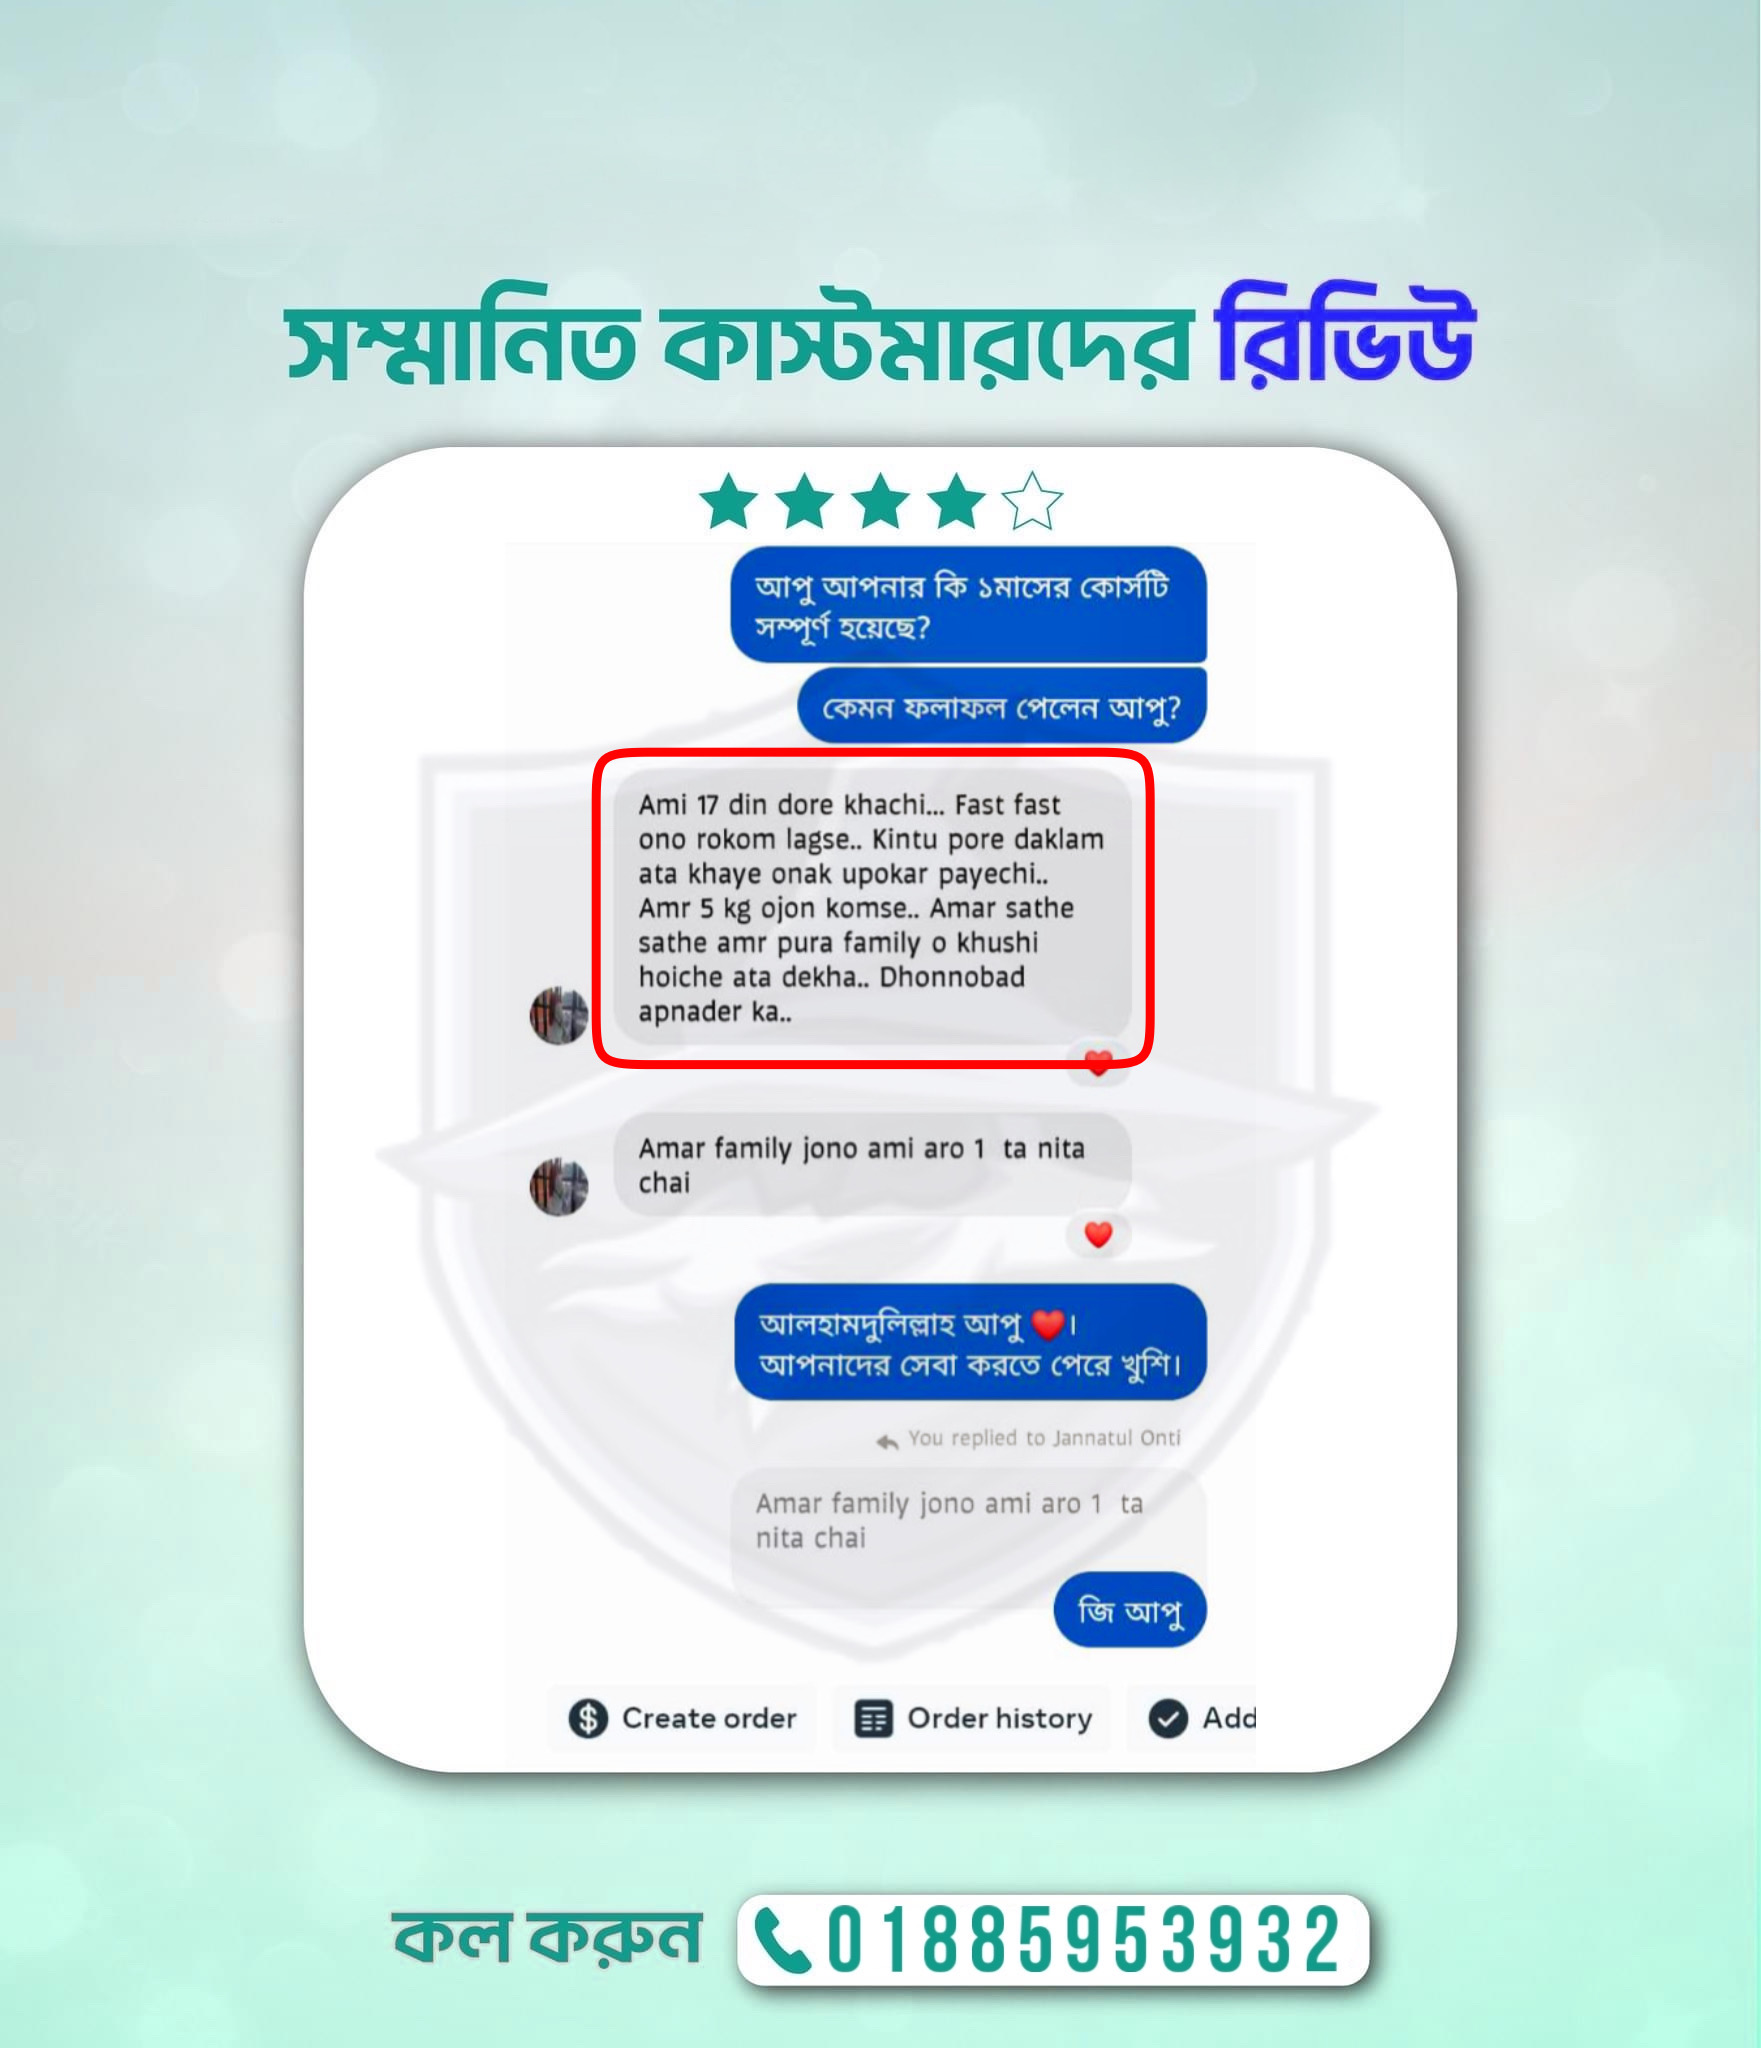 সম্মানিত কাস্টমারদের রিভিউ
আপু আপনার কি ১মাসের কোর্সটি
সম্পূর্ণ হয়েছে?
কেমন ফলাফল পেলেন আপু?
Ami 17 din dore khachi... Fast fast
ono rokom lagse.. Kintu pore daklam
ata khaye onak upokar payechi..
Amr 5 kg ojon komse.. Amar sathe
sathe amr pura family o khushi
hoiche ata dekha.. Dhonnobad
apnader ka..
Amar family jono ami aro 1 ta nita
chai
আলহামদুলিল্লাহ আপু ❤️।
আপনাদের সেবা করতে পেরে খুশি।
You replied to Jannatul Onti
Amar family jono ami aro 1 ta
nita chai
জি আপু
Create order Order history Add
কল করুন 01885953932